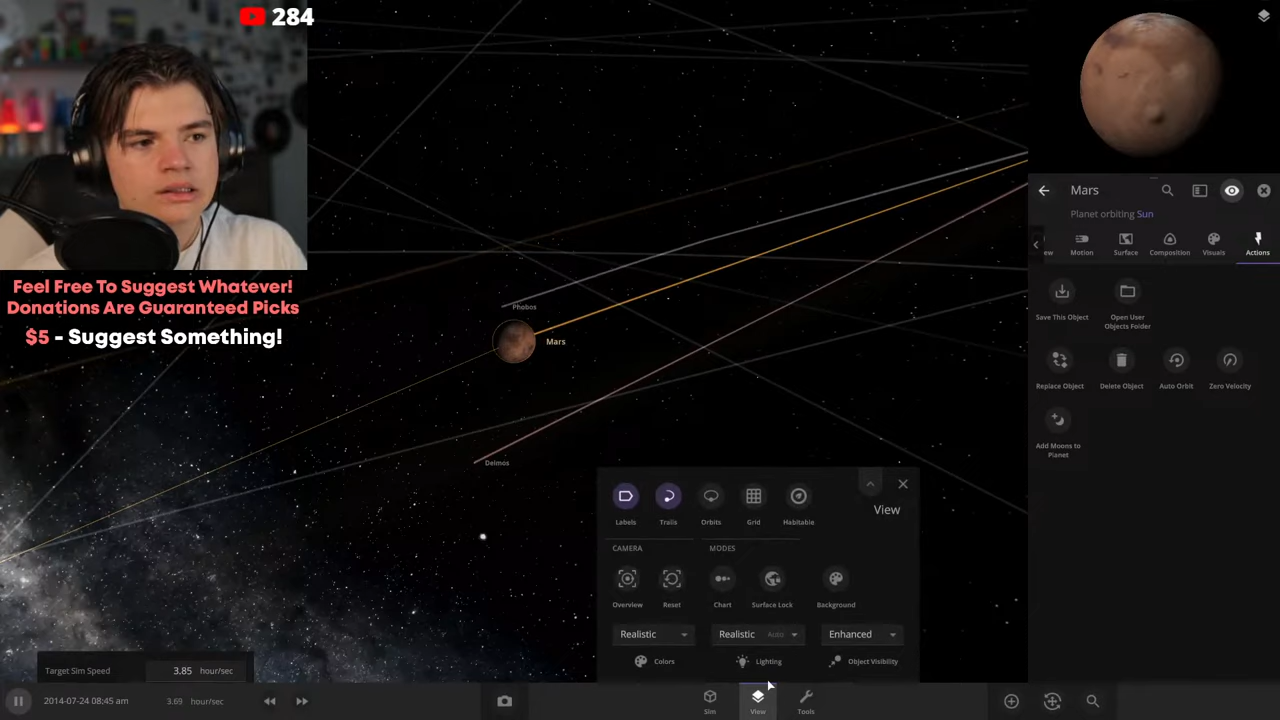 284
Feel Free To Suggest Whatever!
Donations Are Guaranteed Picks
$5 - Suggest Something!
Phobos
Mars
Deimos
Mars
Planet orbiting Sun
ew Motion Surface Composition Visuals Actions
Save This Object
Open User
Objects Folder
Replace Object Delete Object Auto Orbit Zero Velocity
Add Moons to
Planet
View
Labels Trails Orbits Grid Habitable
CAMERA MODES
Overview Reset Chart Surface Lock Background
Realistic Realistic Auto Enhanced
Colors Lighting Object Visibility
Target Sim Speed 3.85 hour/sec
2014-07-24 08:45 am 3.69 hour/sec
Sim View Tools